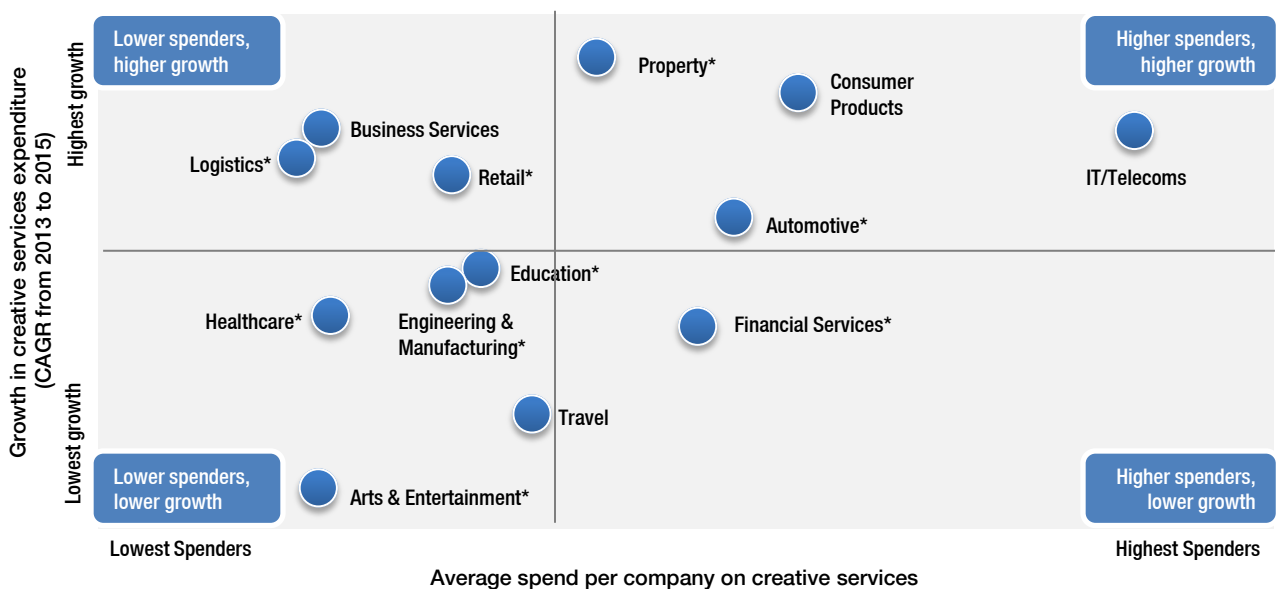 Lower spenders,
higher growth
Higher spenders,
higher growth
Property*
Consumer
Products
Business Services
Logistics*
Retail*
IT/Telecoms
Automotive*
Education*
Healthcare*
Engineering &
Manufacturing*
Financial Services*
Travel
Arts & Entertainment*
Lower spenders,
lower growth
Higher spenders,
lower growth
Growth in creative services expenditure
(CAGR from 2013 to 2015)
Highest growth
Lowest growth
Lowest Spenders
Highest Spenders
Average spend per company on creative services